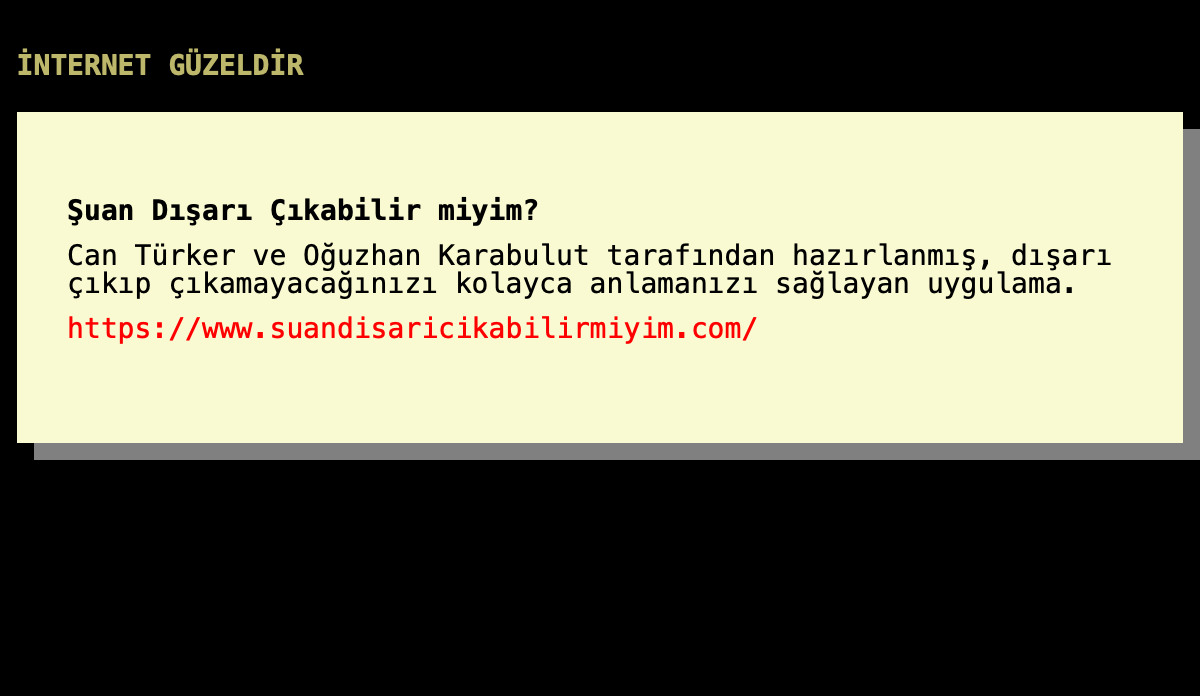 İNTERNET GÜZELDİR
Şuan Dışarı Çıkabilir miyim?
Can Türker ve Oğuzhan Karabulut tarafından hazırlanmış, dışarı
çıkıp çıkamayacağınızı kolayca anlamanızı sağlayan uygulama.
https://www.suandisaricikabilirmiyim.com/